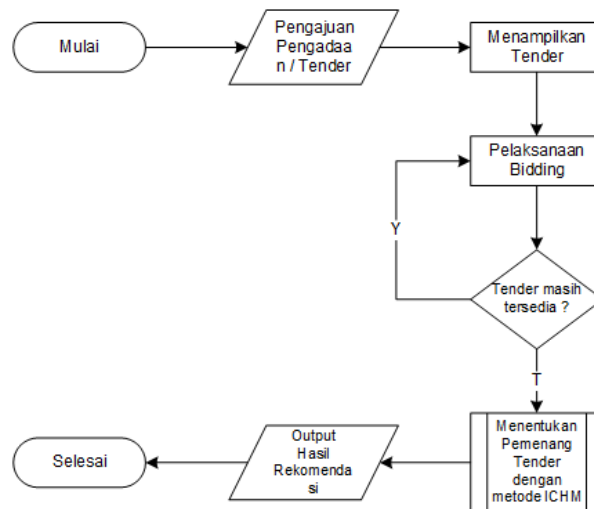 Mulai
Pengajuan
Pengadaa
n / Tender
Menampilkan
Tender
Pelaksanaan
Bidding
Y
Tender masih
tersedia ?
T
Menentukan
Pemenang
Tender
dengan
metode ICHM
Output
Hasil
Rekomenda
si
Selesai